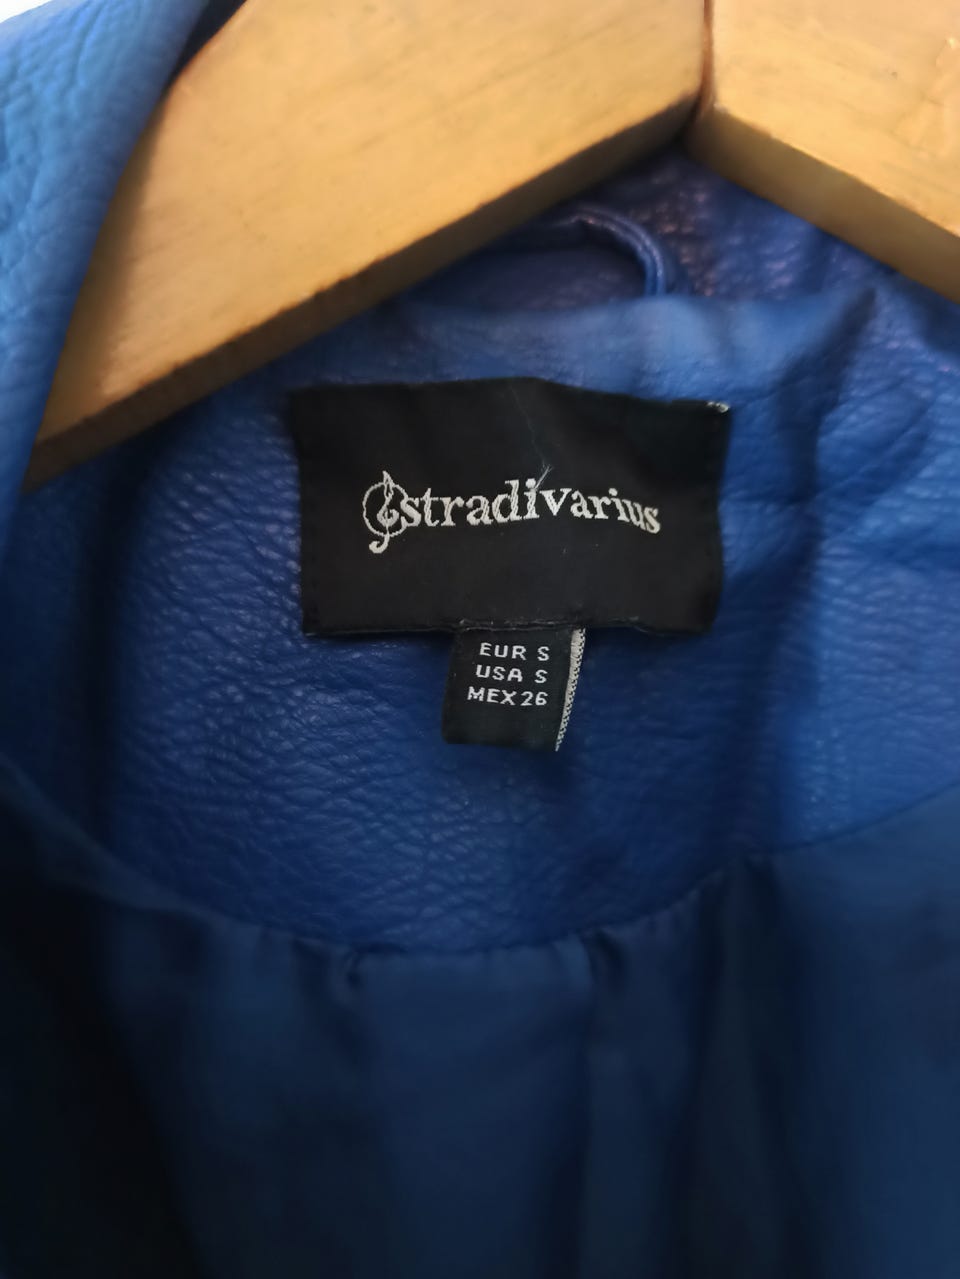 stradivarius
EUR S
USA S
MEX 26